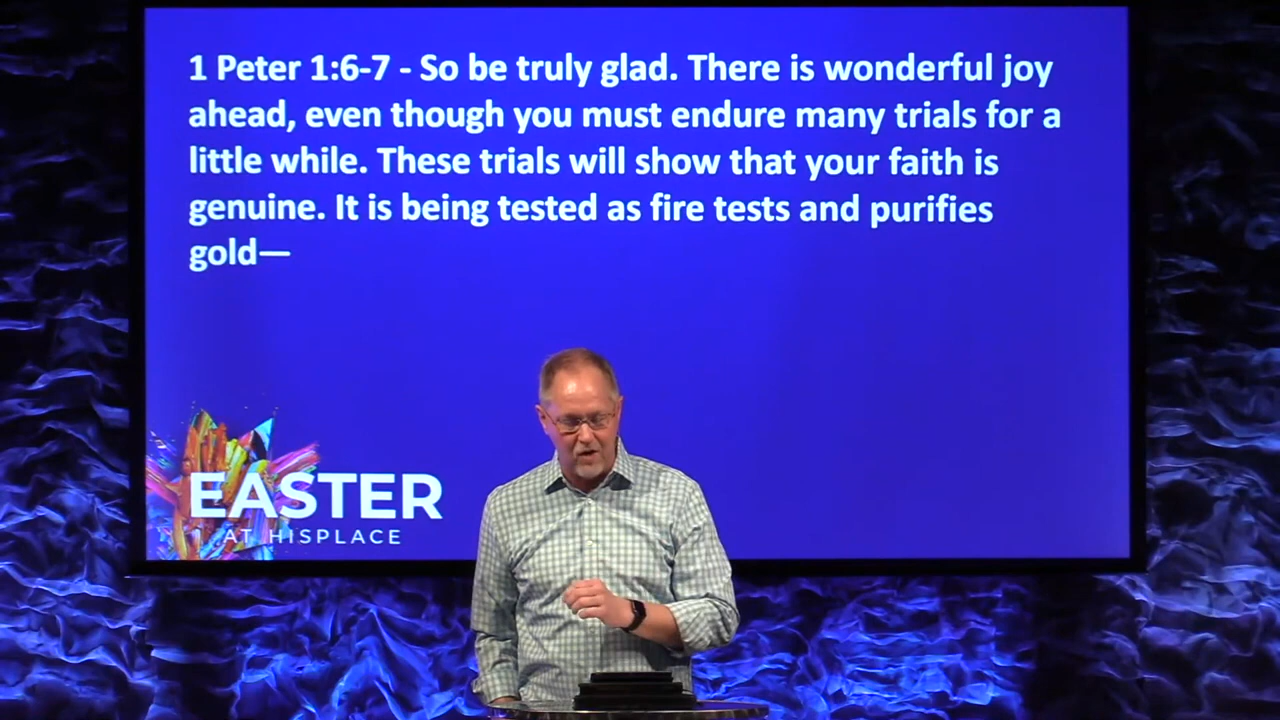 1 Peter 1:6-7 - So be truly glad. There is wonderful joy
ahead, even though you must endure many trials for a
little while. These trials will show that your faith is
genuine. It is being tested as fire tests and purifies
gold—
EASTER
AT HISPLACE